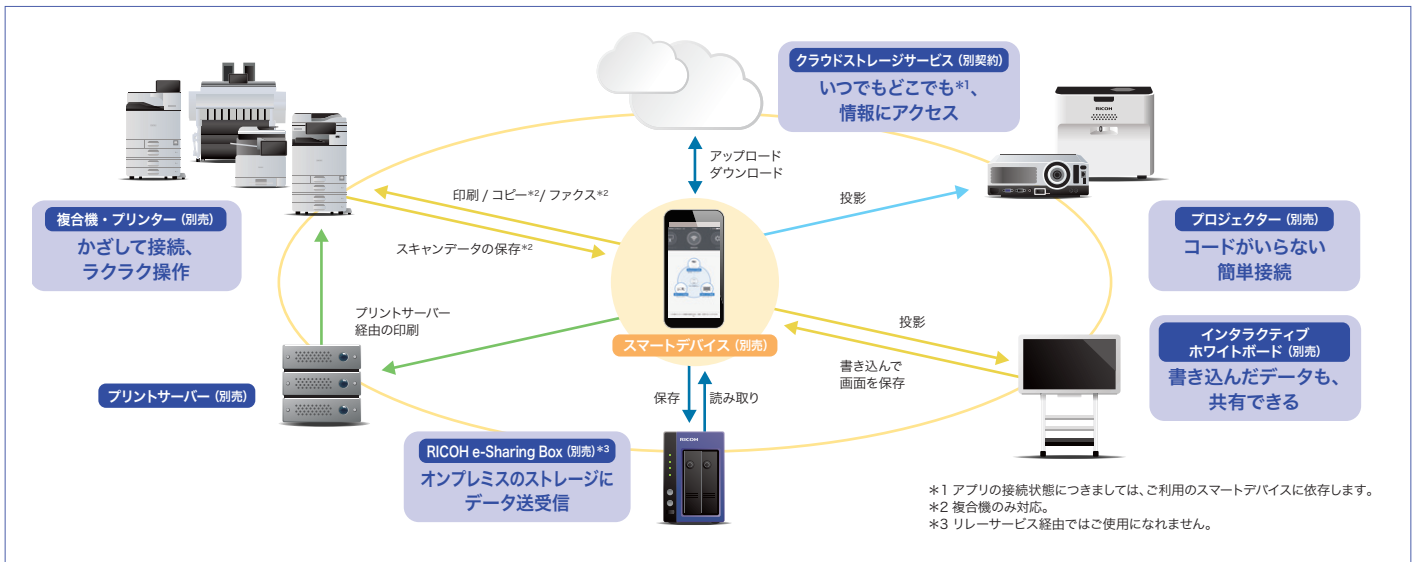 クラウドストレージサービス（別契約）
いつでもどこでも*1、
情報にアクセス
RICOH
アップロード
ダウンロード
印刷 / コピー*2/ ファクス*2
投影
複合機・プリンター（別売）
かざして接続、
ラクラク操作
スキャンデータの保存*2
プロジェクター（別売）
コードがいらない
簡単接続
プリントサーバー
経由の印刷
スマートデバイス（別売）
投影
書き込んで
画面を保存
インタラクティブ
ホワイトボード（別売）
書き込んだデータも、
共有できる
プリントサーバー（別売）
保存
読み取り
RICOH e-Sharing Box（別売）*3
オンプレミスのストレージに
データ送受信
RICOH
*1 アプリの接続状態につきましては、ご利用のスマートデバイスに依存します。
*2 複合機のみ対応。
*3 リレーサービス経由ではご使用になれません。